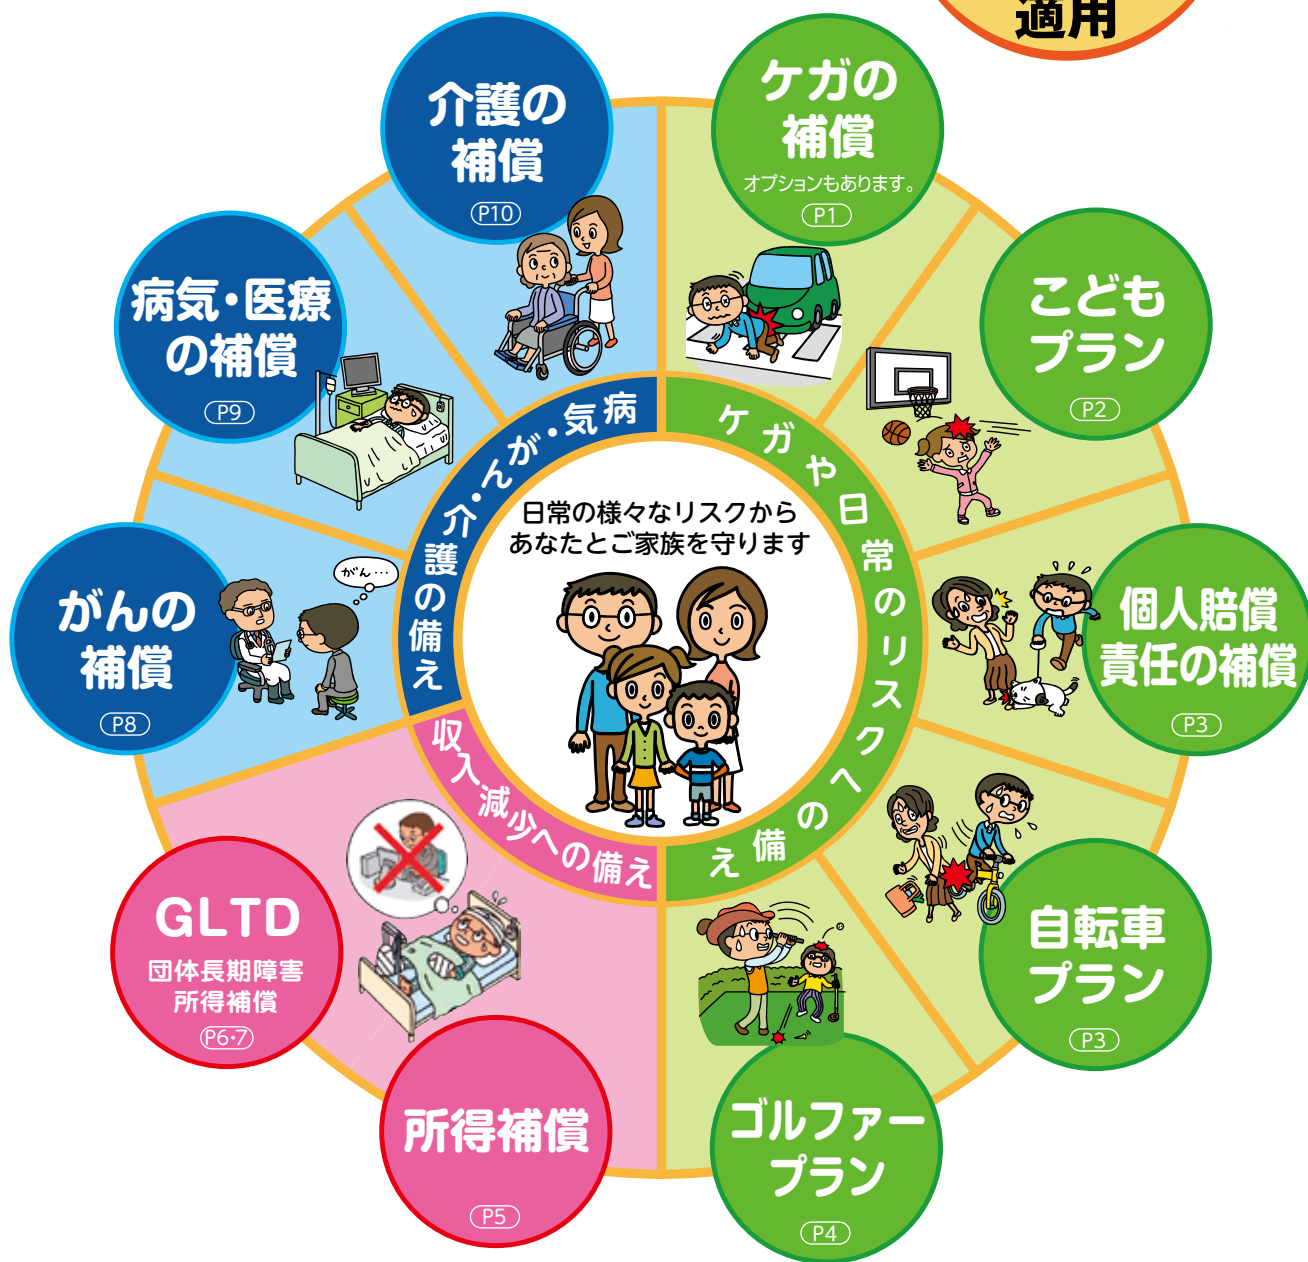 適用
ケガの
補償
オプションもあります。
P1
こども
プラン
P2
個人賠償
責任の補償
P3
自転車
プラン
P3
ゴルファー
プラン
P4
所得補償
P5
GLTD
団体長期障害
所得補償
P6・7
がんの
補償
P8
がん…
病気・医療
の補償
P9
介護の
補償
P10
ケガや日常のリスクへの備え
収入減少への備え
病気・がん・介護の備え
日常の様々なリスクから
あなたとご家族を守ります